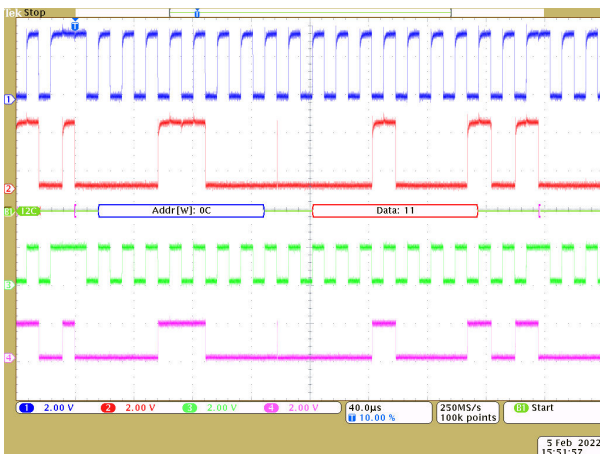 Tek Stop
T
T
1
2
B1 I2C Addr[W]: 0C Data: 11
3
4
1 2.00 V 2 2.00 V 3 2.00 V 4 2.00 V 40.0µs 250MS/s B1 Start
T 10.00 % 100k points
5 Feb 2022
15:51:57